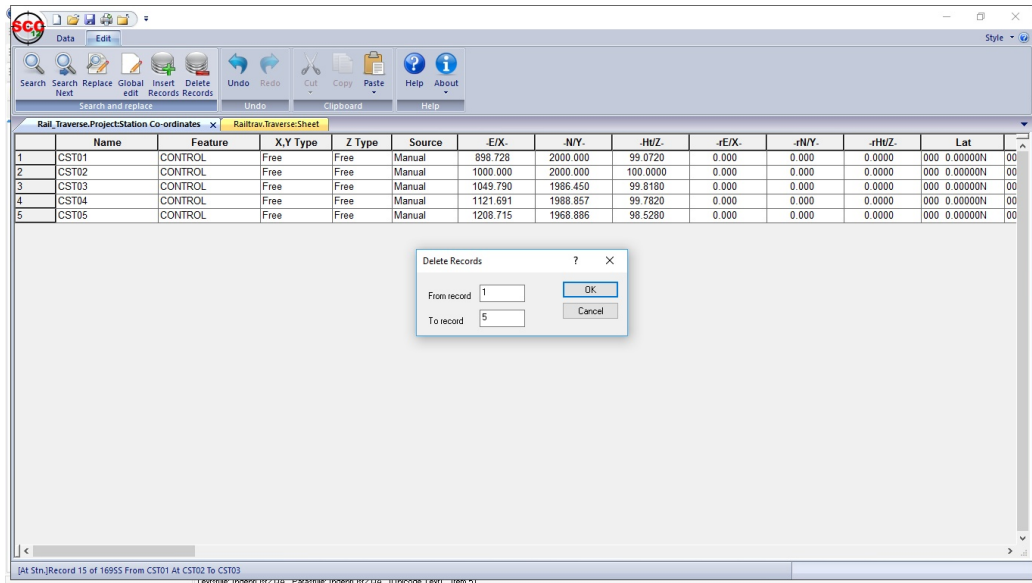 SCC
Data Edit Style
Search Search Next Replace Global edit Insert Records Delete Records Undo Redo Cut Copy Paste Help About
Search and replace Undo Clipboard Help
Rail_Traverse.Project:Station Co-ordinates x Railtrav.Traverse:Sheet
Name Feature X,Y Type Z Type Source -E/X- -N/Y- -Ht/Z- -rE/X- -rN/Y- -rHt/Z- Lat
1 CST01 CONTROL Free Free Manual 898.728 2000.000 99.0720 0.000 0.000 0.0000 000 0.00000N 00
2 CST02 CONTROL Free Free Manual 1000.000 2000.000 100.0000 0.000 0.000 0.0000 000 0.00000N 00
3 CST03 CONTROL Free Free Manual 1049.790 1986.450 99.8180 0.000 0.000 0.0000 000 0.00000N 00
4 CST04 CONTROL Free Free Manual 1121.691 1988.857 99.7820 0.000 0.000 0.0000 000 0.00000N 00
5 CST05 CONTROL Free Free Manual 1208.715 1968.886 98.5280 0.000 0.000 0.0000 000 0.00000N 00
Delete Records ? X
From record 1 OK
To record 5 Cancel
[At Stn.]Record 15 of 169SS From CST01 At CST02 To CST03